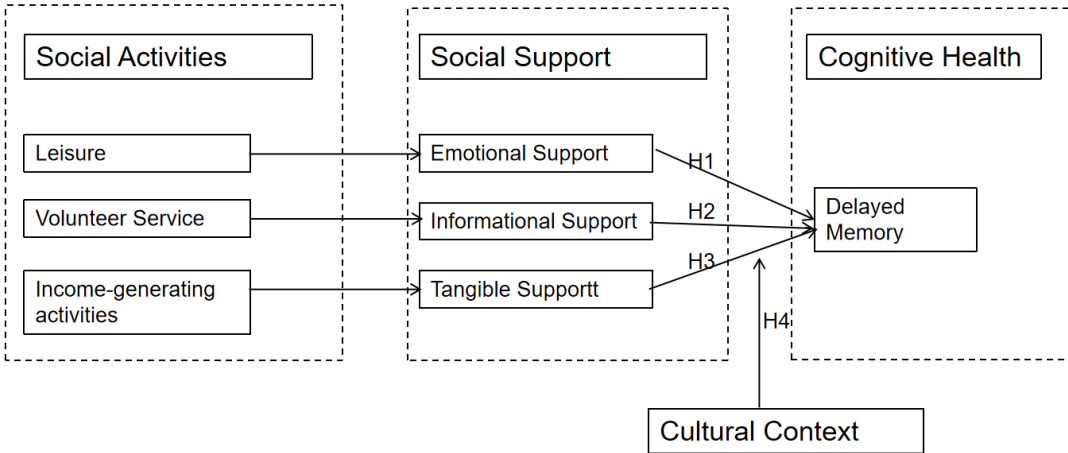 Social Activities
Social Support
Cognitive Health
Leisure
Emotional Support
H1
Volunteer Service
Informational Support
H2
Delayed
Memory
Income-generating
activities
Tangible Supportt
H3
H4
Cultural Context